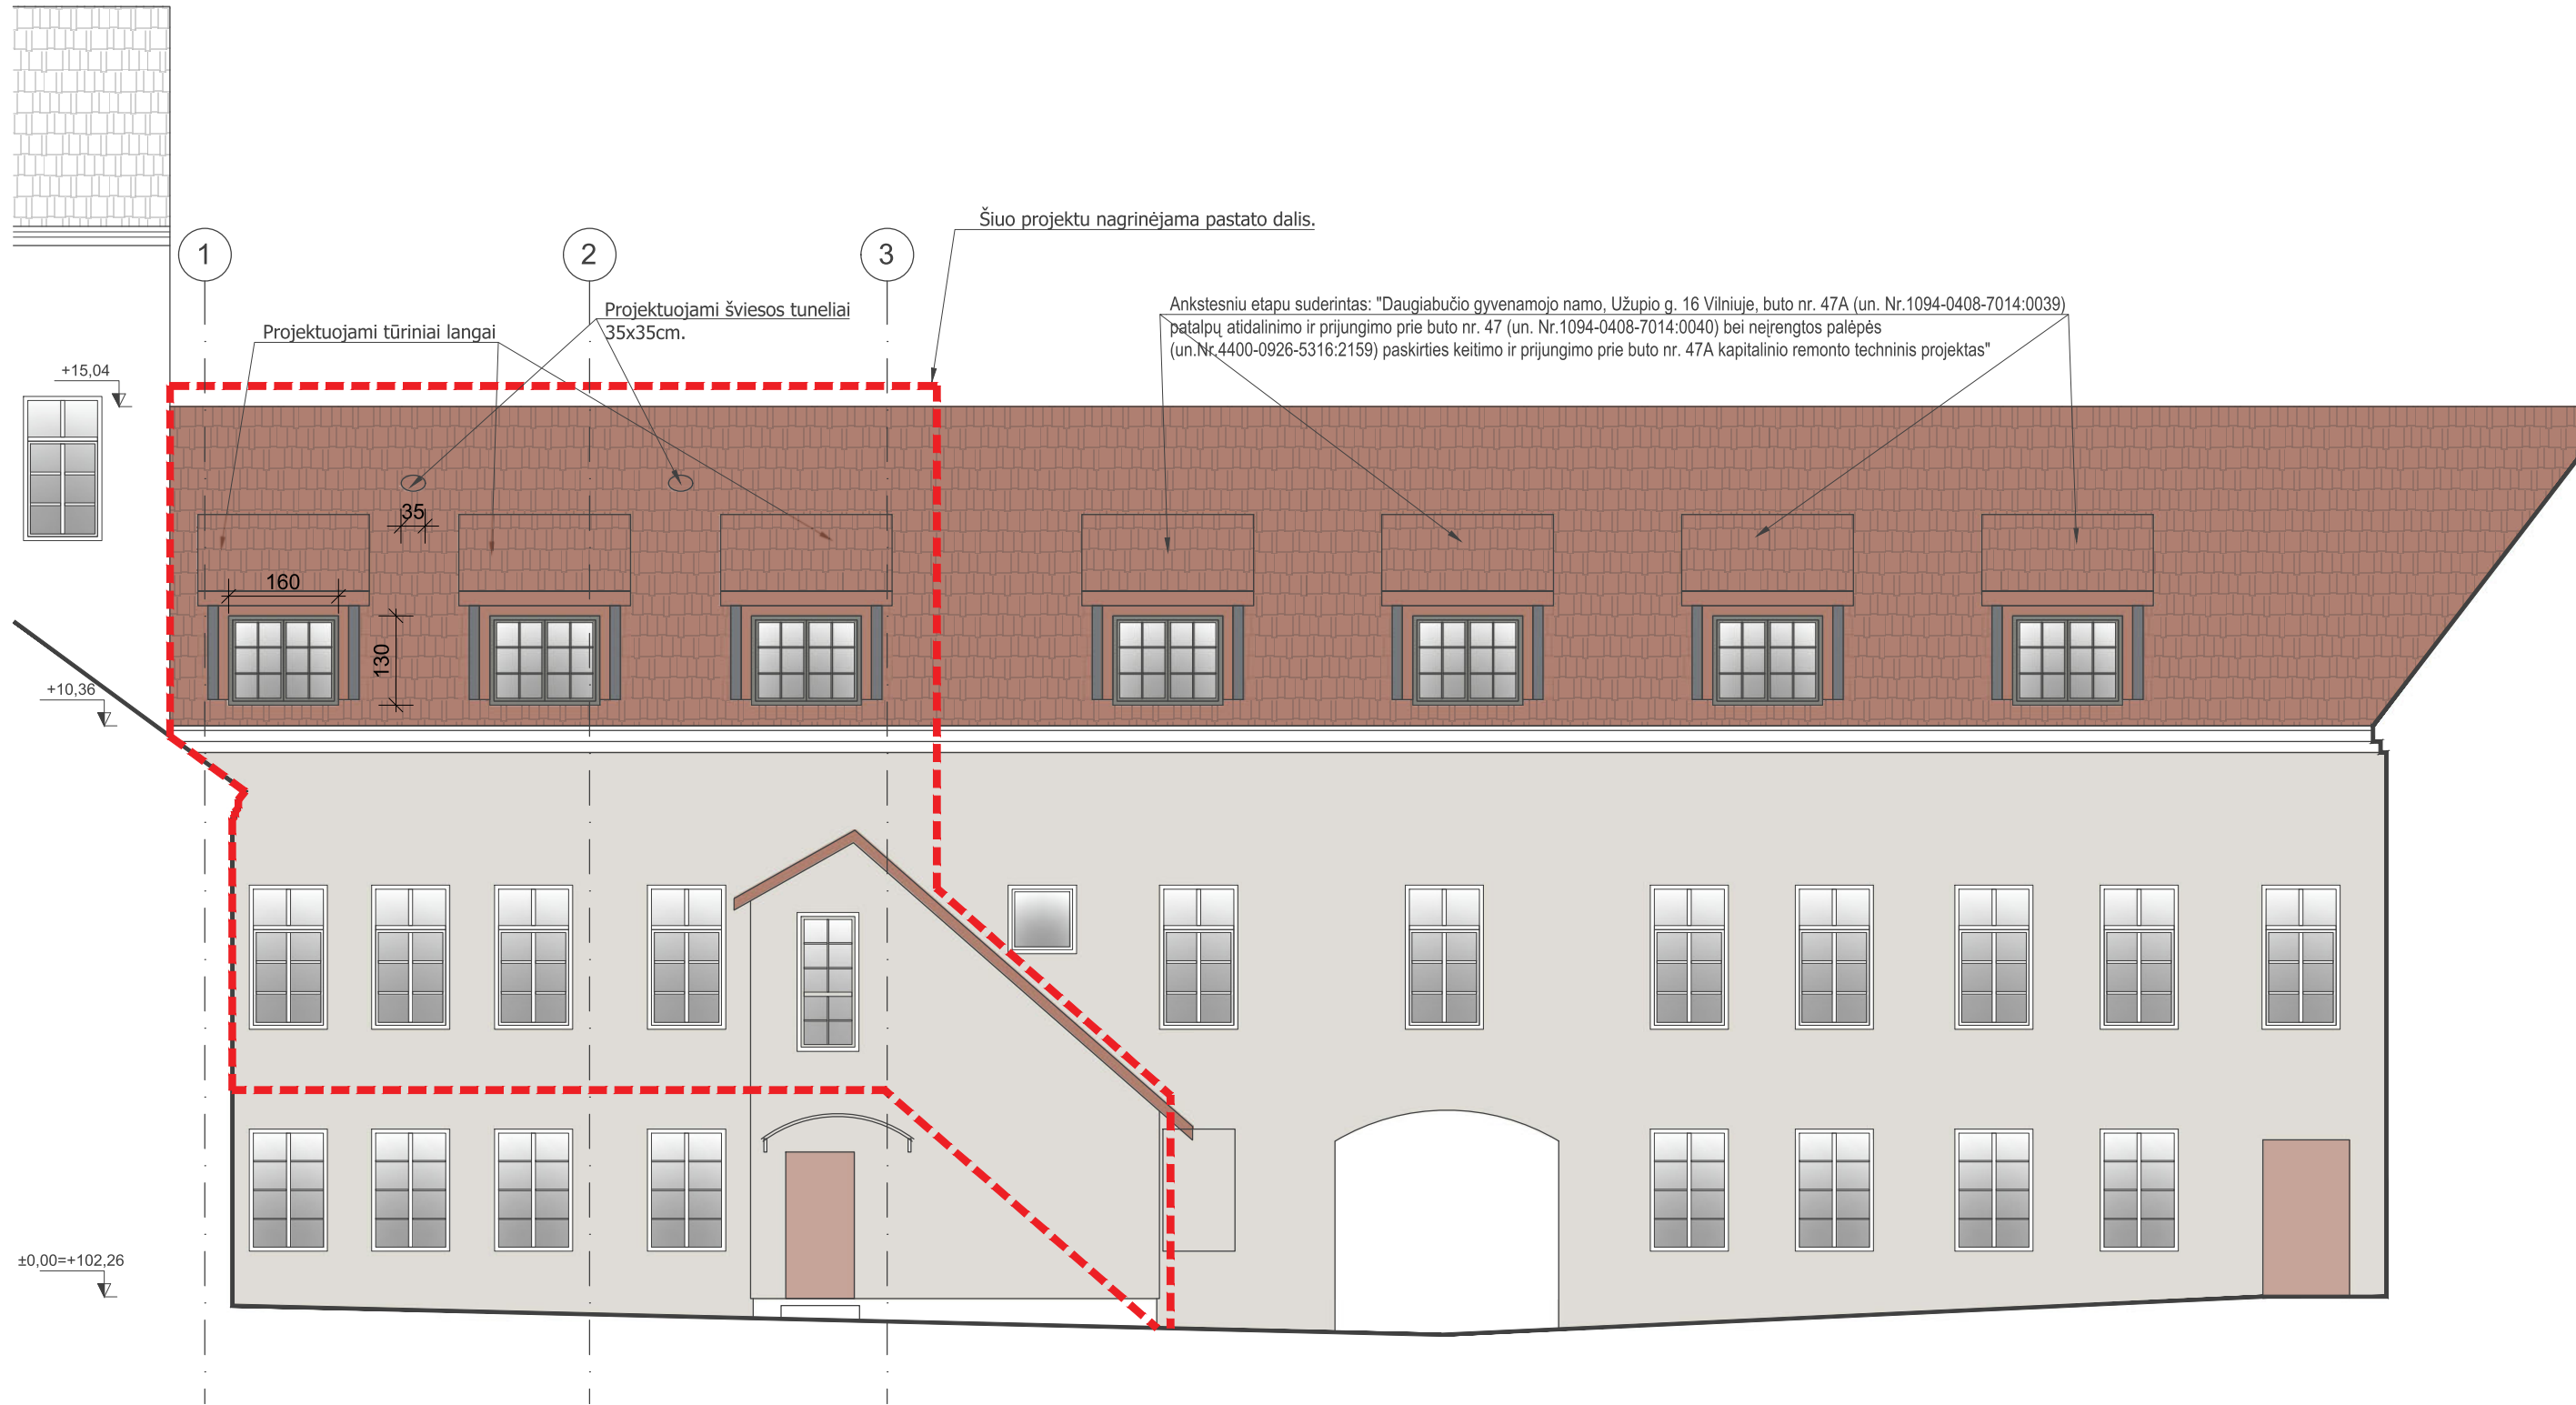 Šiuo projektu nagrinėjama pastato dalis.
1
2
3
Projektuojami šviesos tuneliai
35x35cm.
Projektuojami tūriniai langai
Ankstesniu etapu suderintas: "Daugiabučio gyvenamojo namo, Užupio g. 16 Vilniuje, buto nr. 47A (un. Nr.1094-0408-7014:0039)
patalpų atidalinimo ir prijungimo prie buto nr. 47 (un. Nr.1094-0408-7014:0040) bei neįrengtos palėpės
(un.Nr.4400-0926-5316:2159) paskirties keitimo ir prijungimo prie buto nr. 47A kapitalinio remonto techninis projektas"
+15,04
35
160
130
+10,36
±0,00=+102,26